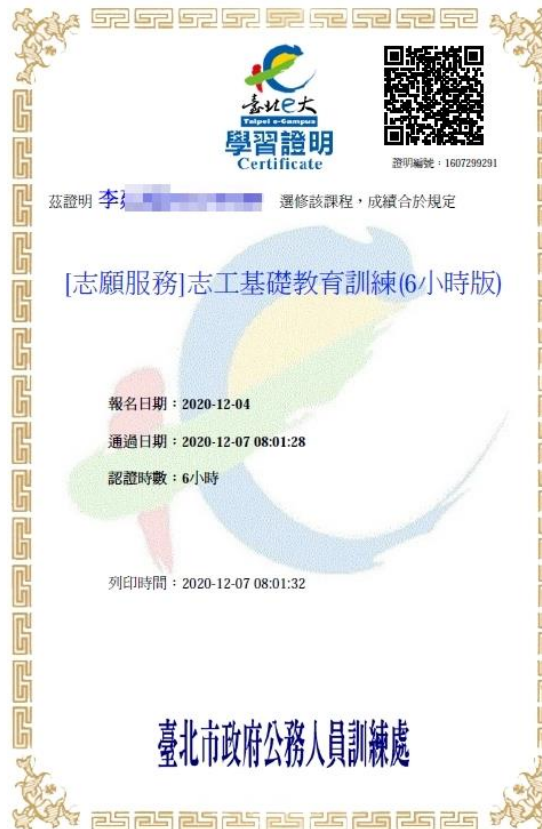 臺北e大
Taipei e-Campus
學習證明
Certificate
證明編號：1607299291
茲證明 李 選修該課程，成績合於規定
[志願服務]志工基礎教育訓練(6小時版)
報名日期：2020-12-04
通過日期：2020-12-07 08:01:28
認證時數：6小時
列印時間：2020-12-07 08:01:32
臺北市政府公務人員訓練處